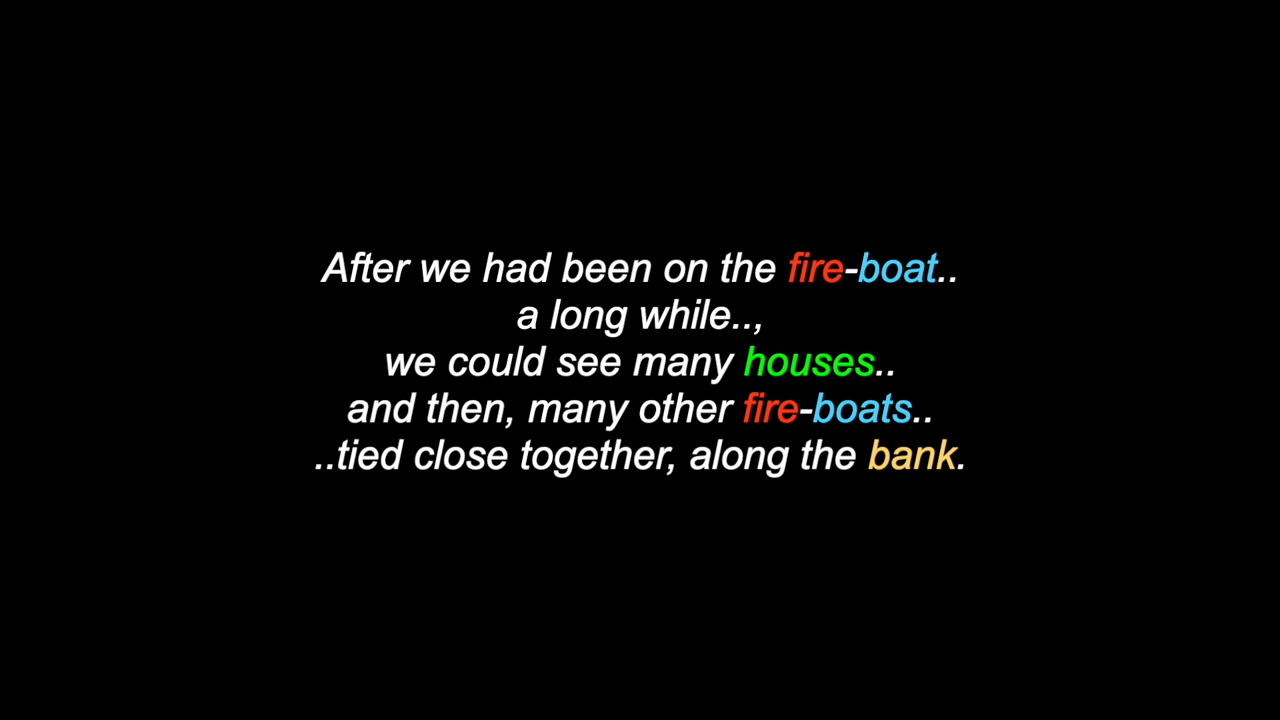 After we had been on the fire-boat..
a long while..,
we could see many houses..
and then, many other fire-boats..
..tied close together, along the bank.